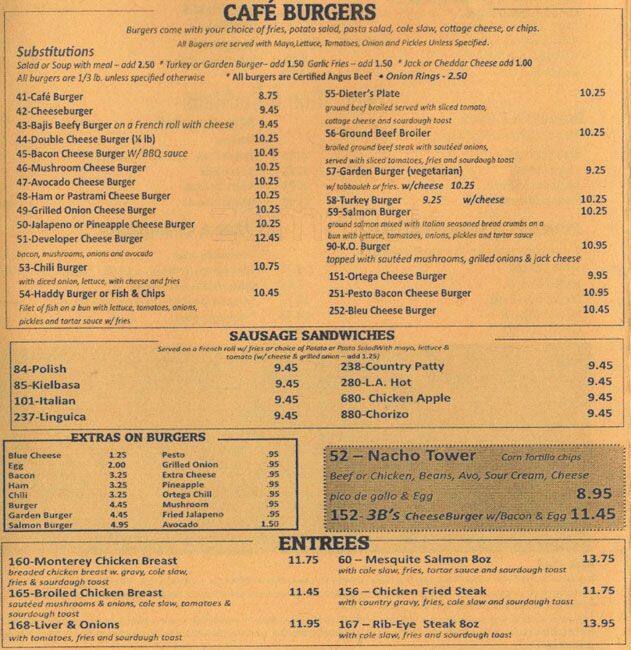 CAFÉ BURGERS
Burgers come with your choice of fries, potato salad, pasta salad, cole slaw, cottage cheese, or chips.
All Bugers are served with Mayo,Lettuce, Tomatoes, Onion and Pickles Unless Specified.
Substitutions
Salad or Soup with meal – add 2.50 * Turkey or Garden Burger– add 1.50 Garlic Fries – add 1.50 * Jack or Cheddar Cheese add 1.00
All burgers are 1/3 lb. unless specified otherwise * All burgers are Certified Angus Beef • Onion Rings - 2.50
41-Café Burger 8.75
42-Cheeseburger 9.45
43-Bajis Beefy Burger on a French roll with cheese 9.45
44-Double Cheese Burger (¼ lb) 10.25
45-Bacon Cheese Burger W/ BBQ sauce 10.45
46-Mushroom Cheese Burger 10.25
47-Avocado Cheese Burger 10.25
48-Ham or Pastrami Cheese Burger 10.25
49-Grilled Onion Cheese Burger 10.25
50-Jalapeno or Pineapple Cheese Burger 10.25
51-Developer Cheese Burger 12.45
bacon, mushrooms, onions and avocado
53-Chili Burger 10.75
with diced onion, lettuce, with cheese and fries
54-Haddy Burger or Fish & Chips 10.45
Filet of fish on a bun with lettuce, tomatoes, onions,
pickles and tartar sauce w/ fries
55-Dieter's Plate 10.25
ground beef broiled served with sliced tomato,
cottage cheese and sourdough toast
56-Ground Beef Broiler 10.25
broiled ground beef steak with sautéed onions,
served with sliced tomatoes, fries and sourdough toast
57-Garden Burger (vegetarian) 9.25
w/ tabbouleh or fries. w/cheese 10.25
58-Turkey Burger 9.25 w/cheese 10.25
59-Salmon Burger 10.25
ground salmon mixed with Italian seasoned bread crumbs on a
bun with lettuce, tomatoes, onions, pickles and tartar sauce
90-K.O. Burger 10.95
topped with sautéed mushrooms, grilled onions & jack cheese
151-Ortega Cheese Burger 9.95
251-Pesto Bacon Cheese Burger 10.95
252-Bleu Cheese Burger 10.45
SAUSAGE SANDWICHES
Served on a French roll w/ fries or choice of Potato or Pasta SaladWith mayo, lettuce &
tomato (w/ cheese & grilled onion – add 1.25)
84-Polish 9.45
85-Kielbasa 9.45
101-Italian 9.45
237-Linguica 9.45
238-Country Patty 9.45
280-L.A. Hot 9.45
680- Chicken Apple 9.45
880-Chorizo 9.45
EXTRAS ON BURGERS
Blue Cheese 1.25
Egg 2.00
Bacon 3.25
Ham 3.25
Chili 3.25
Burger 4.45
Garden Burger 4.45
Salmon Burger 4.95
Pesto .95
Grilled Onion .95
Extra Cheese .95
Pineapple .95
Ortega Chill .95
Mushroom .95
Fried Jalapeno .95
Avocado 1.50
52 – Nacho Tower Corn Tortilla chips
Beef or Chicken, Beans, Avo, Sour Cream, Cheese
pico de gallo & Egg 8.95
152- 3B's CheeseBurger w/Bacon & Egg 11.45
ENTREES
160-Monterey Chicken Breast 11.75
breaded chicken breast w. gravy, cole slaw,
fries & sourdough toast
165-Broiled Chicken Breast 11.45
sautéed mushrooms & onions, cole slaw, tomatoes &
sourdough toast
168-Liver & Onions 11.95
with tomatoes, fries and sourdough toast
60 – Mesquite Salmon 8oz 13.75
with cole slaw, fries, tartar sauce and sourdough toast
156 – Chicken Fried Steak 11.75
with country gravy, fries, cole slaw and sourdough toast
167 – Rib-Eye Steak 8oz 13.95
with cole slaw, fries and sourdough toast